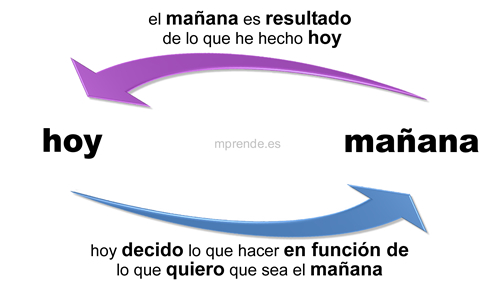 el mañana es resultado
de lo que he hecho hoy
hoy
mprende.es
mañana
hoy decido lo que hacer en función de
lo que quiero que sea el mañana